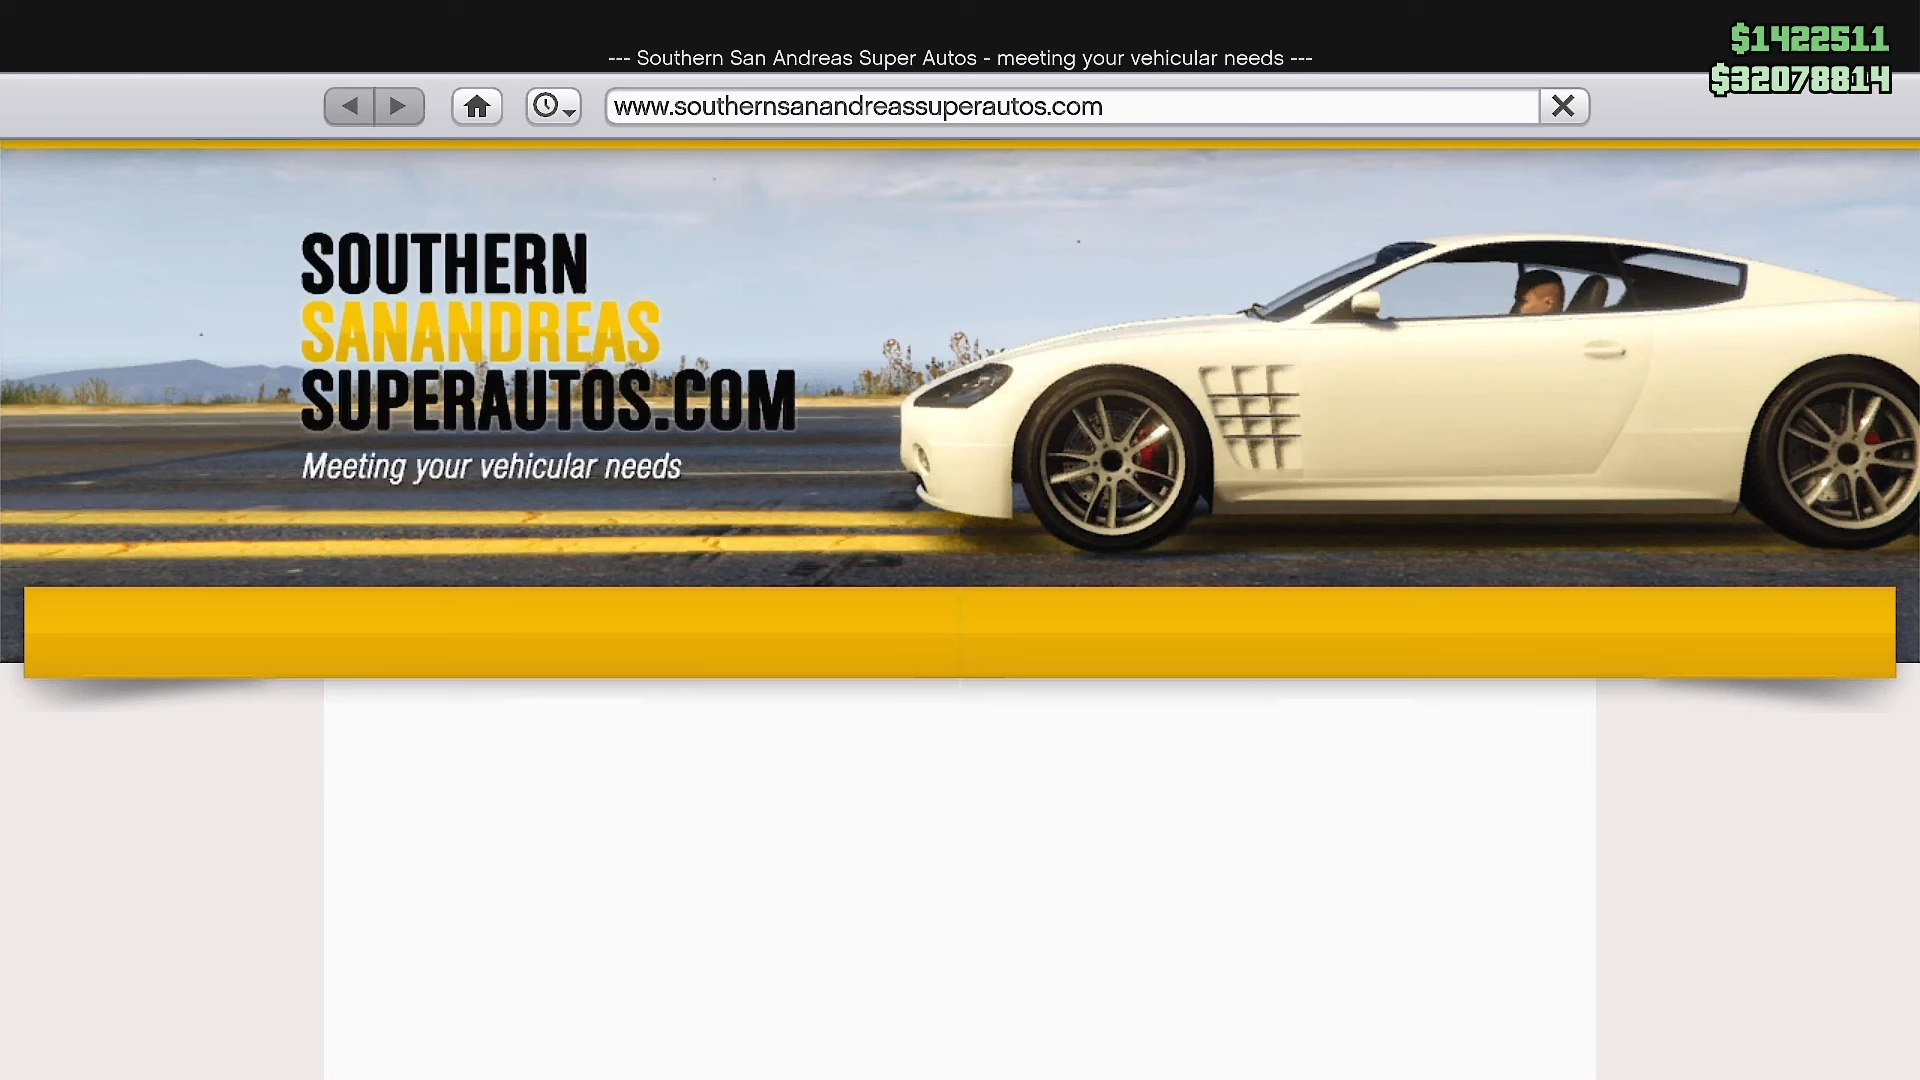 $1422511
--- Southern San Andreas Super Autos - meeting your vehicular needs ---
$32078814
www.southernsanandreassuperautos.com
SOUTHERN
SANANDREAS
SUPERAUTOS.COM
Meeting your vehicular needs